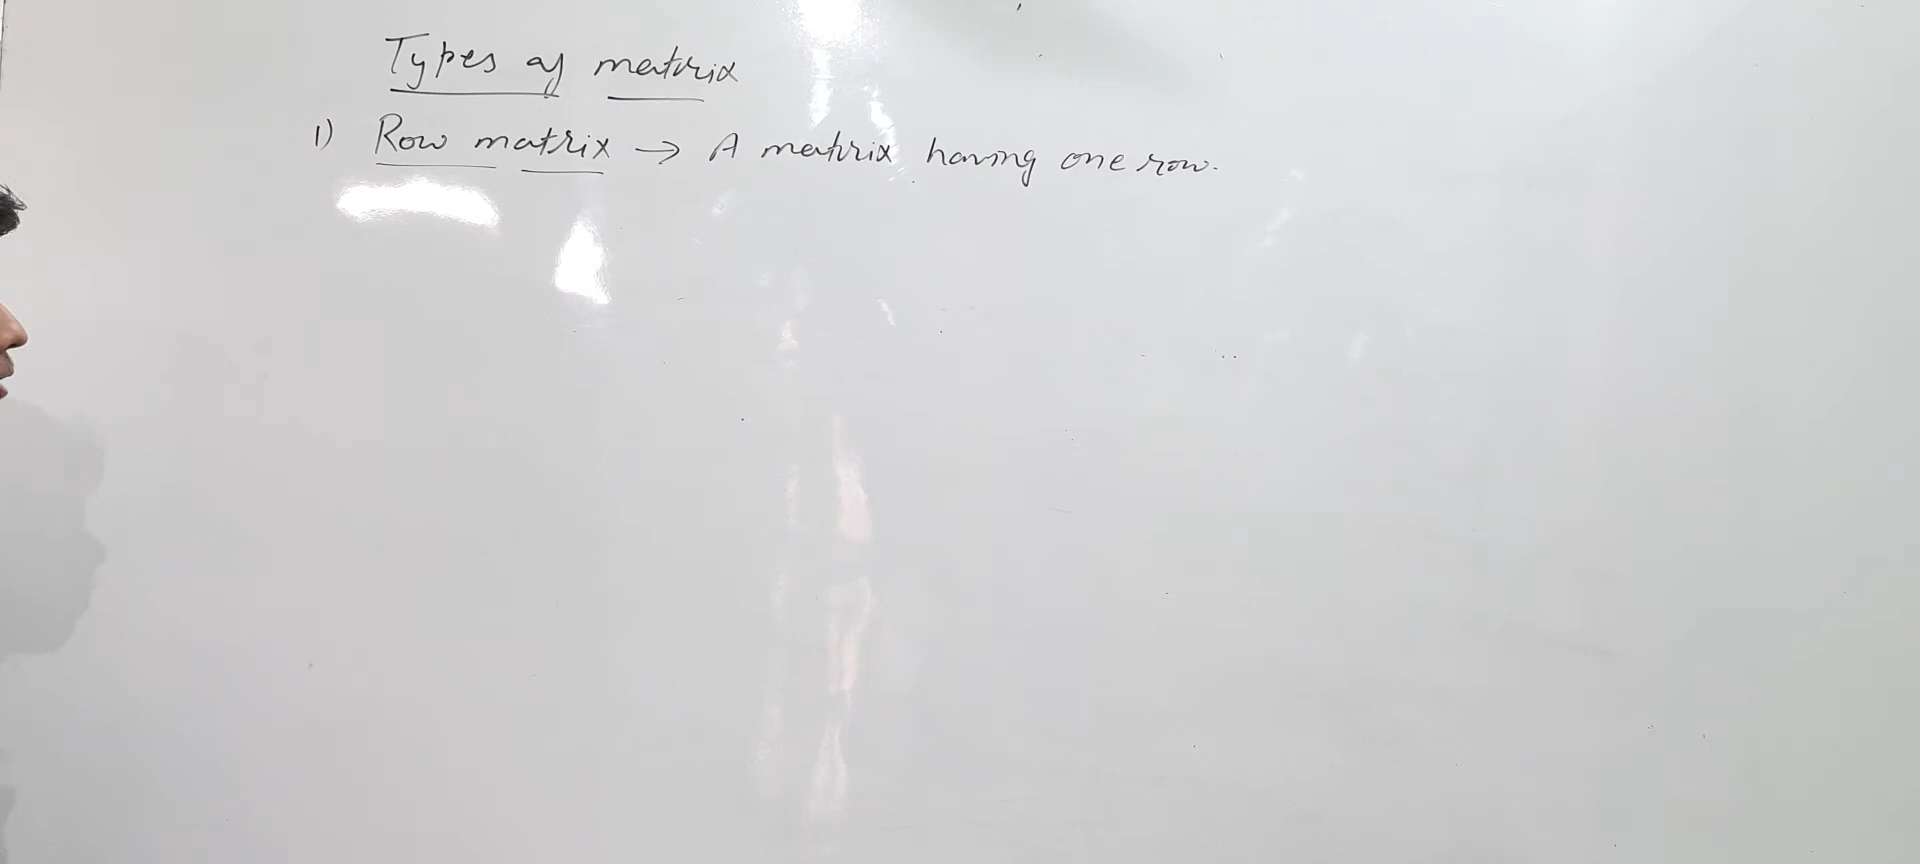 Types of matrix
1) Row matrix → A matrix having one row.